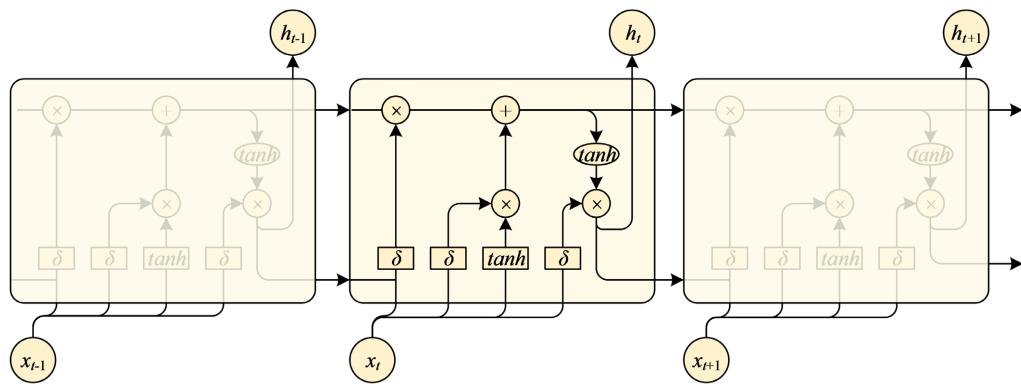 h_{t-1} h_t h_{t+1}
× + × + × +
tanh tanh tanh
× × × × × ×
δ δ tanh δ δ δ tanh δ δ δ tanh δ
x_{t-1} x_t x_{t+1}